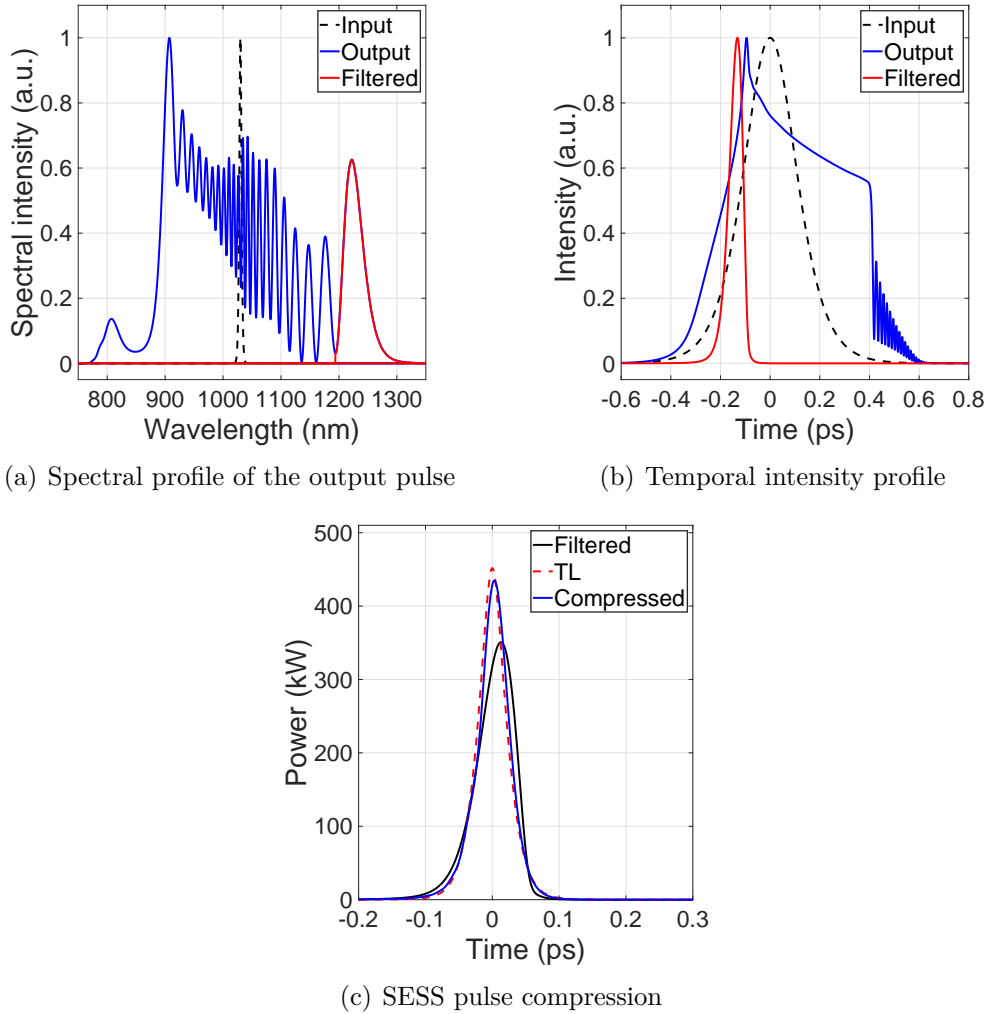 Spectral intensity (a.u.)
1
0.8
0.6
0.4
0.2
0
Input
Output
Filtered
800 900 1000 1100 1200 1300
Wavelength (nm)
(a) Spectral profile of the output pulse
Intensity (a.u.)
1
0.8
0.6
0.4
0.2
0
Input
Output
Filtered
-0.6 -0.4 -0.2 0 0.2 0.4 0.6 0.8
Time (ps)
(b) Temporal intensity profile
Power (kW)
500
400
300
200
100
0
Filtered
TL
Compressed
-0.2 -0.1 0 0.1 0.2 0.3
Time (ps)
(c) SESS pulse compression